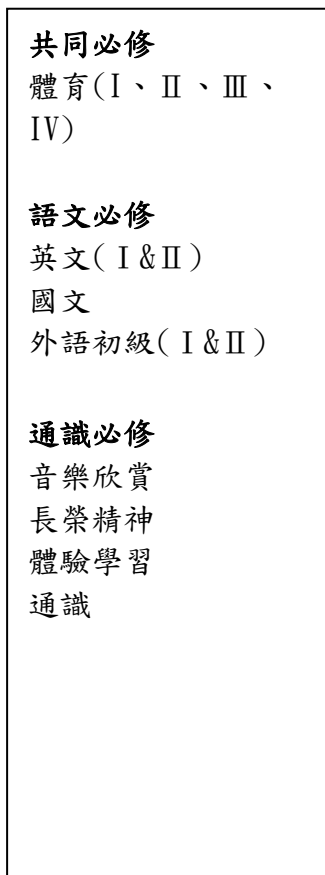 共同必修
體育(I、Ⅱ、Ⅲ、
IV)
語文必修
英文(Ⅰ&Ⅱ)
國文
外語初級(Ⅰ&Ⅱ)
通識必修
音樂欣賞
長榮精神
體驗學習
通識